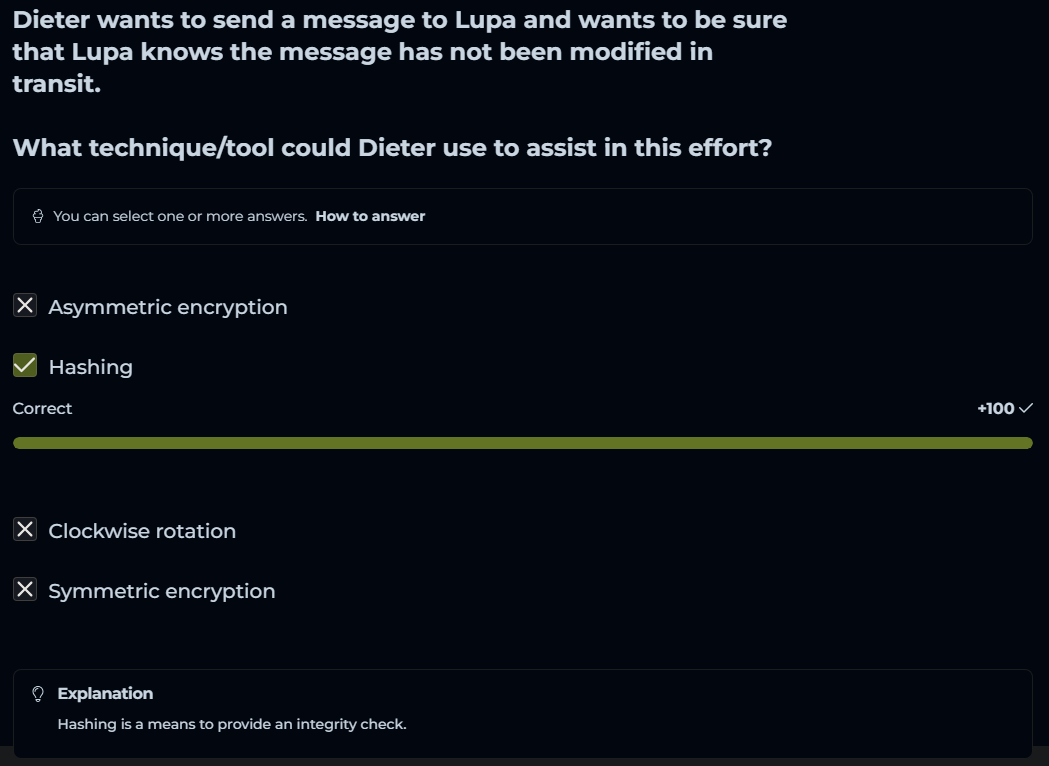 Dieter wants to send a message to Lupa and wants to be sure
that Lupa knows the message has not been modified in
transit.
What technique/tool could Dieter use to assist in this effort?
You can select one or more answers. How to answer
Asymmetric encryption
Hashing
Correct +100
Clockwise rotation
Symmetric encryption
Explanation
Hashing is a means to provide an integrity check.